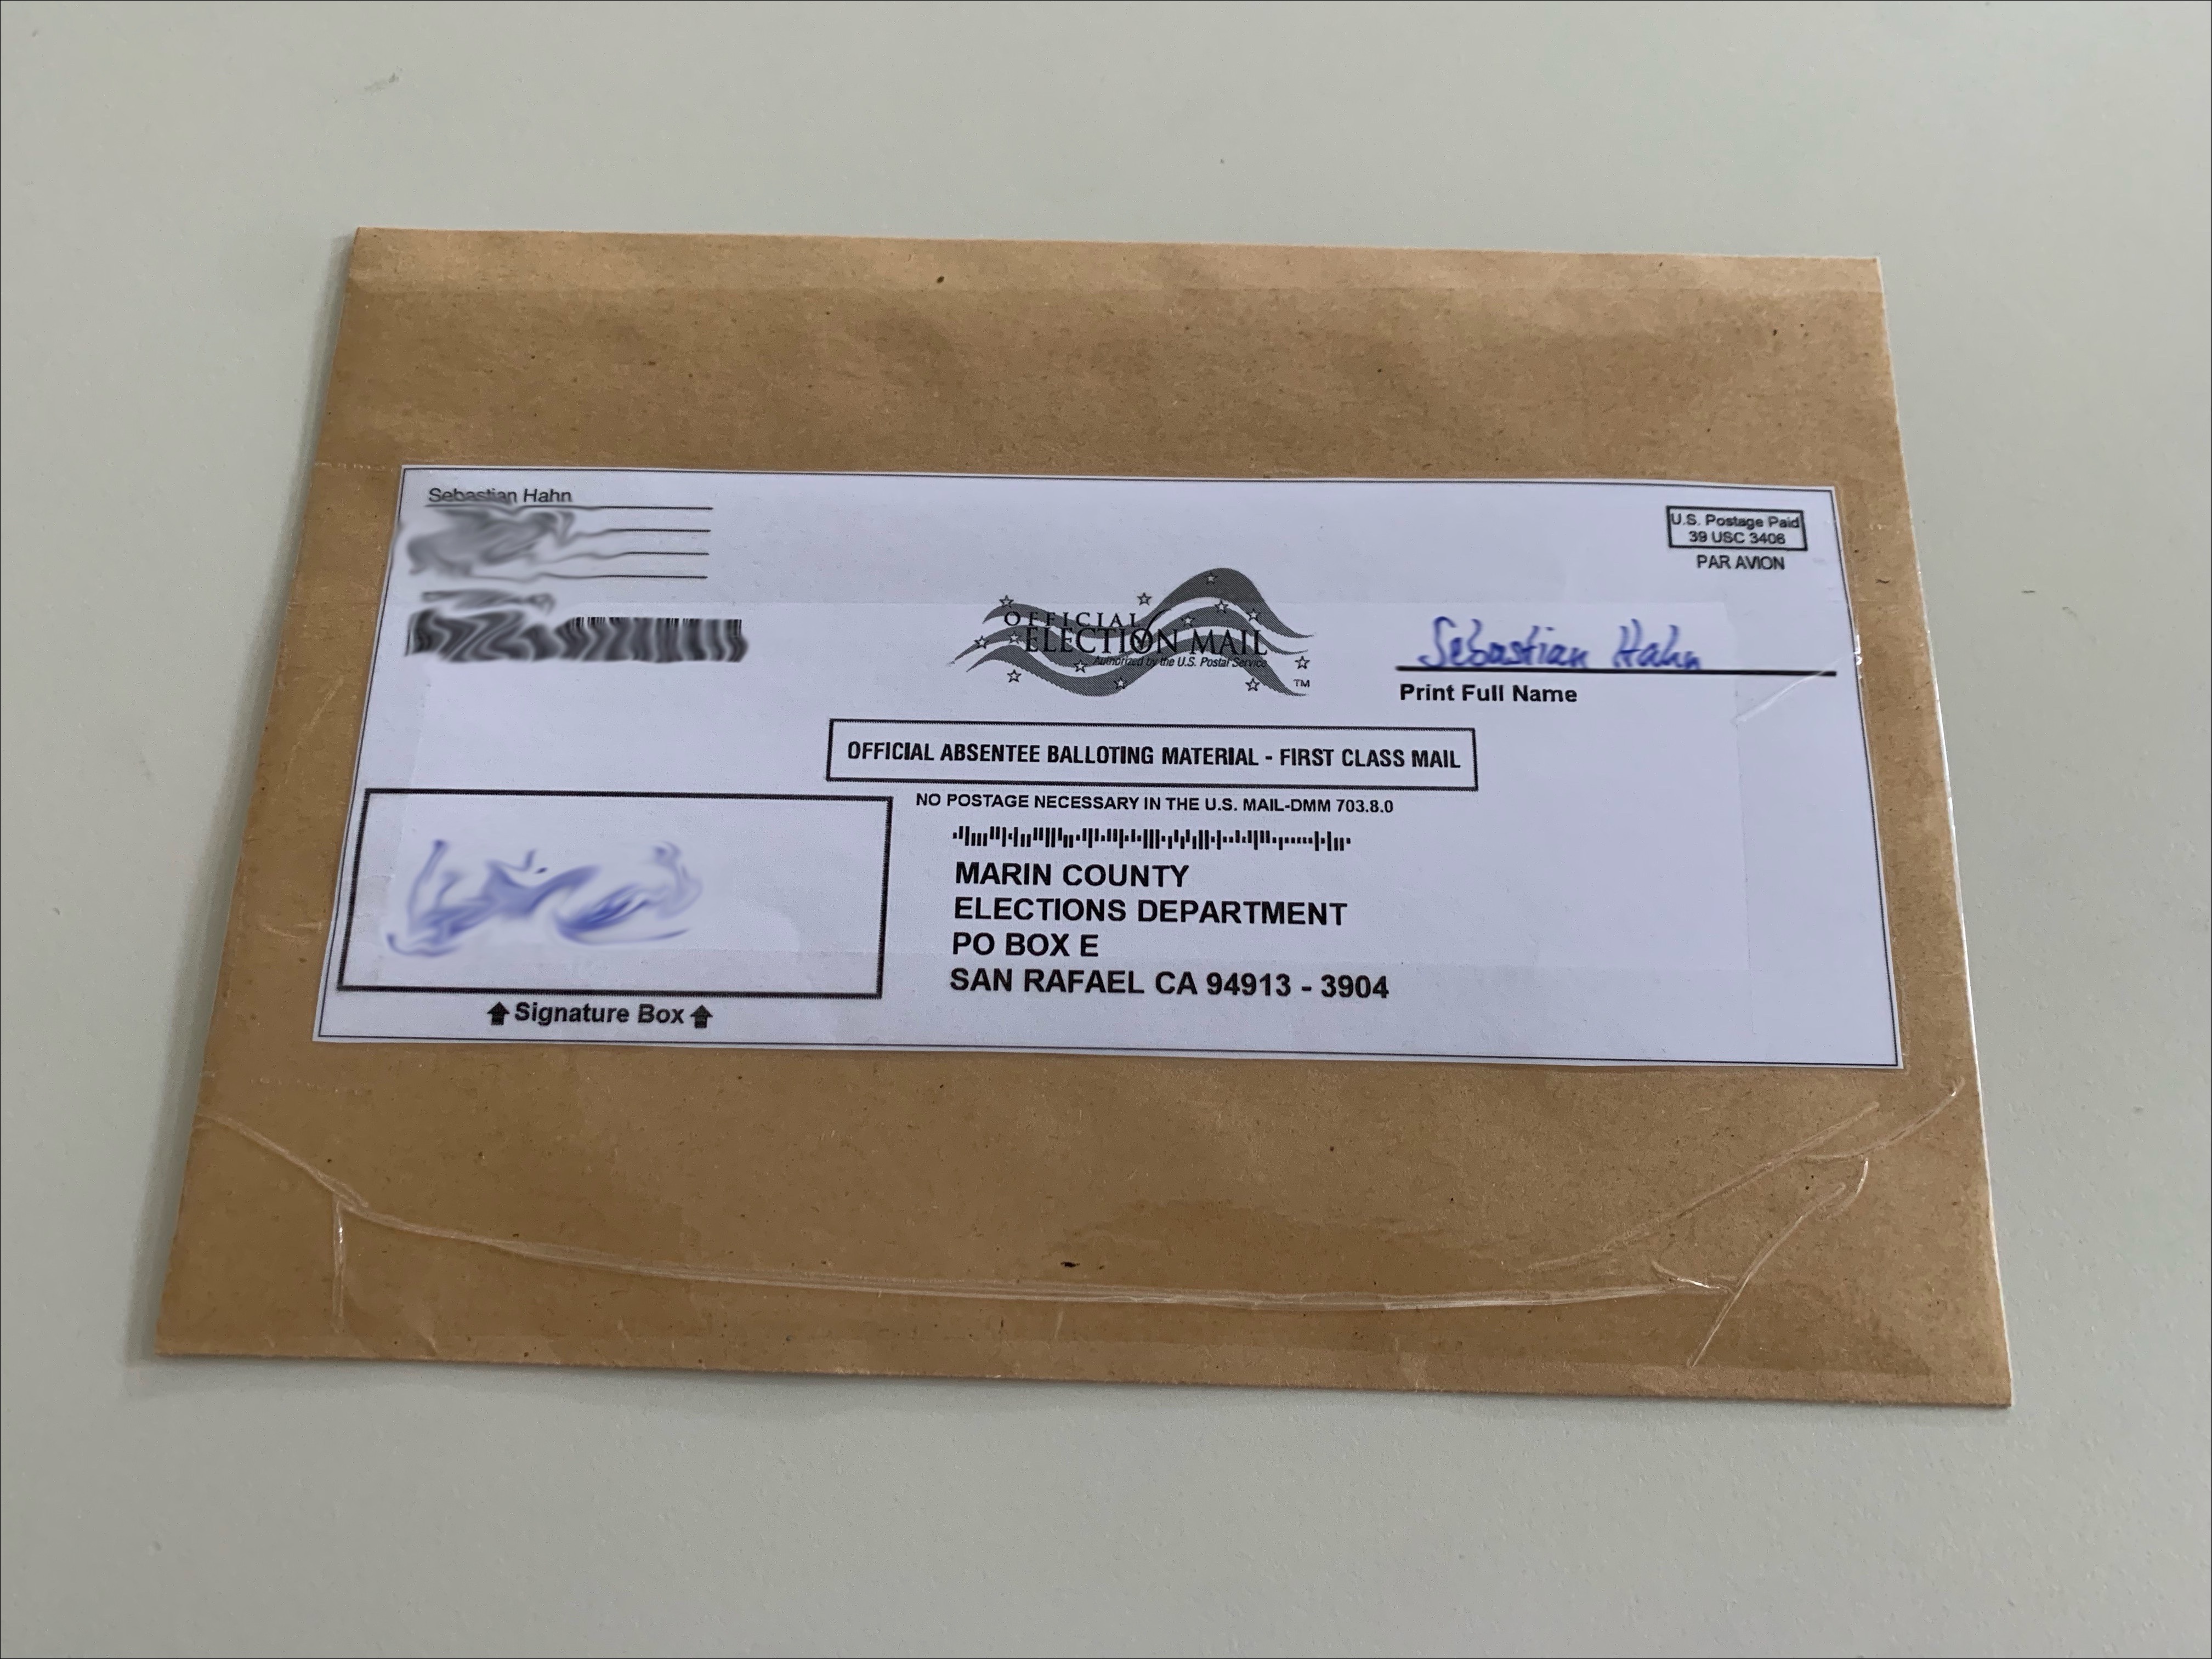 Sebastian Hahn
U.S. Postage Paid
39 USC 3406
PAR AVION
OFFICIAL
ELECTION MAIL
Authorized by the U.S. Postal Service
TM
Sebastian Hahn
Print Full Name
OFFICIAL ABSENTEE BALLOTING MATERIAL - FIRST CLASS MAIL
NO POSTAGE NECESSARY IN THE U.S. MAIL-DMM 703.8.0
MARIN COUNTY
ELECTIONS DEPARTMENT
PO BOX E
SAN RAFAEL CA 94913 - 3904
Signature Box